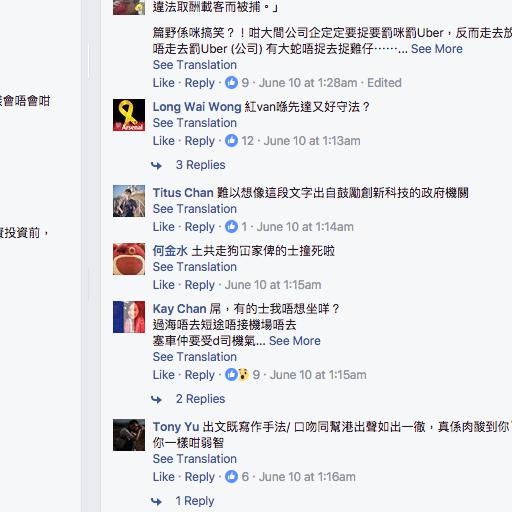 違法取酬載客而被捕。」
篇野係咪搞笑？！咁大間公司企定定要捉要罰咪罰Uber，反而走去放
唔走去罰Uber (公司) 有大蛇唔捉去捉雞仔⋯⋯... See More
See Translation
Like · Reply · 9 · June 10 at 1:28am · Edited
會唔會咁
Long Wai Wong 紅van喺先達又好守法？
See Translation
Like · Reply · 12 · June 10 at 1:13am
3 Replies
Titus Chan 難以想像這段文字出自鼓勵創新科技的政府機關
See Translation
Like · Reply · 1 · June 10 at 1:14am
投資前，
何金水 土共走狗冚家俾的士撞死啦
See Translation
Like · Reply · June 10 at 1:15am
Kay Chan 屌，有的士我唔想坐咩？
過海唔去短途唔接機場唔去
塞車仲要受d司機氣... See More
See Translation
Like · Reply · 9 · June 10 at 1:15am
2 Replies
Tony Yu 出文既寫作手法/ 口吻同幫港出聲如出一徹，真係肉酸到你
你一樣咁弱智
See Translation
Like · Reply · 6 · June 10 at 1:16am
1 Reply